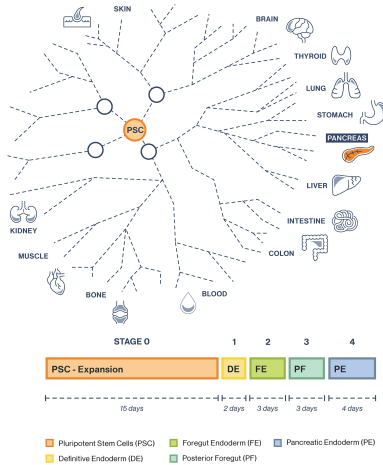 SKIN
BRAIN
THYROID
LUNG
STOMACH
PSC
PANCREAS
LIVER
KIDNEY
INTESTINE
MUSCLE
COLON
BONE
BLOOD
STAGE 0 1 2 3 4
PSC - Expansion DE FE PF PE
15 days 2 days 3 days 3 days 4 days
Pluripotent Stem Cells (PSC) Foregut Endoderm (FE) Pancreatic Endoderm (PE)
Definitive Endoderm (DE) Posterior Foregut (PF)